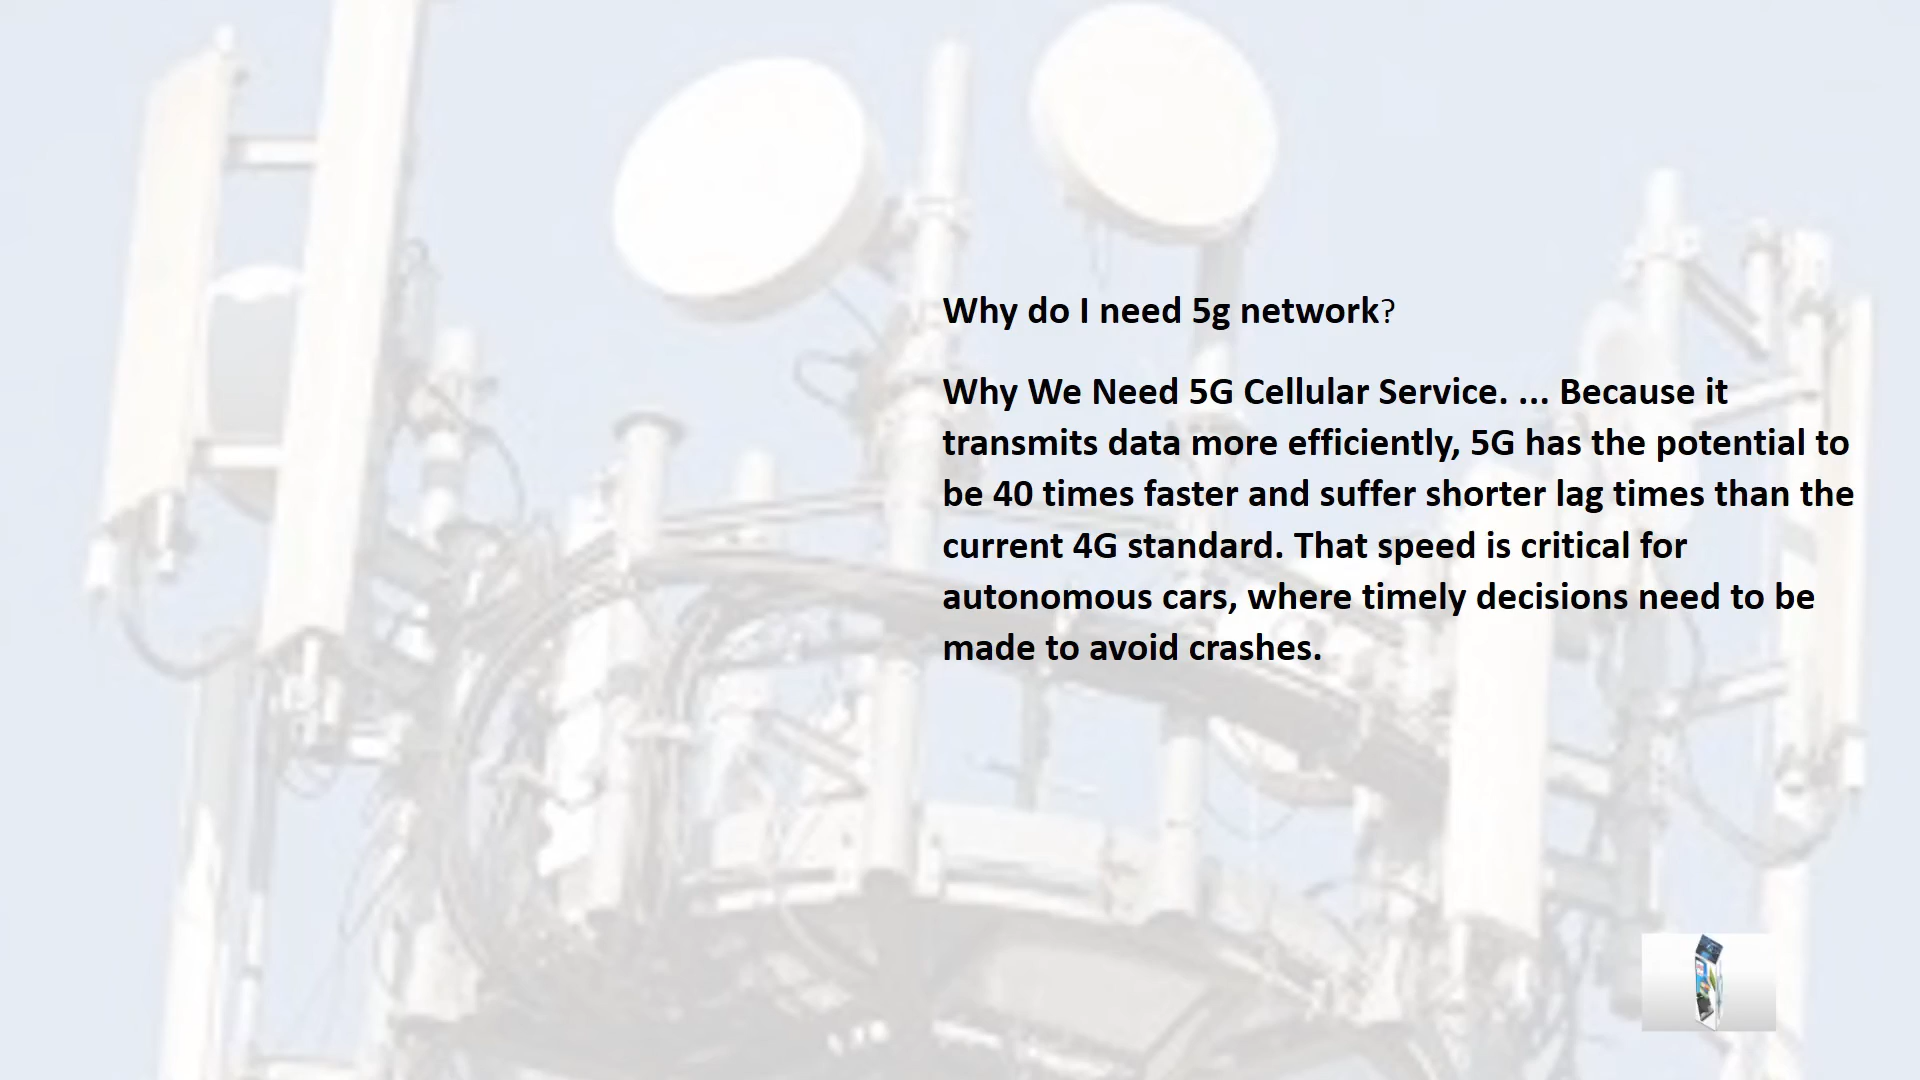 Why do I need 5g network?
Why We Need 5G Cellular Service. ... Because it
transmits data more efficiently, 5G has the potential to
be 40 times faster and suffer shorter lag times than the
current 4G standard. That speed is critical for
autonomous cars, where timely decisions need to be
made to avoid crashes.